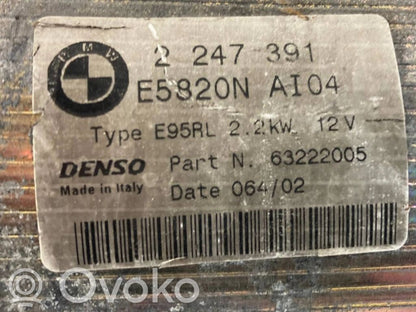 BMW
2 247 391
E5820N AI04
Type E95RL 2.2kW 12V
DENSO Part N. 63222005
Made in Italy
Date 064/02
OVOKO